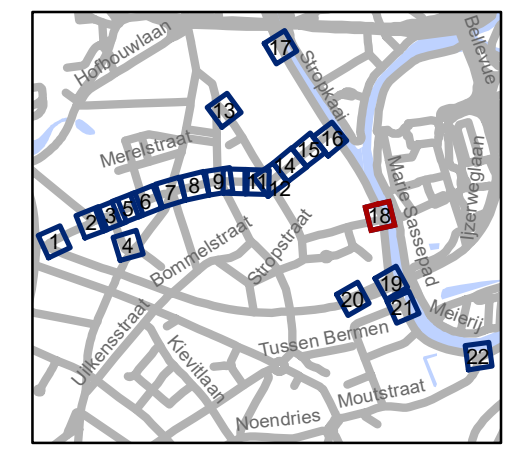 Hofbouwlaan
Bellevue
17
Stropkaai
13
Merelstraat
16
15
14
Ijzerweglaan
Marie Sassepad
11
12
9
8
7
6
5
3
2
1
4
18
Bommelstraat
Stropstraat
19
20
21
Meierij
Uilkensstraat
Tussen Bermen
Kievitlaan
22
Moutstraat
Noendries